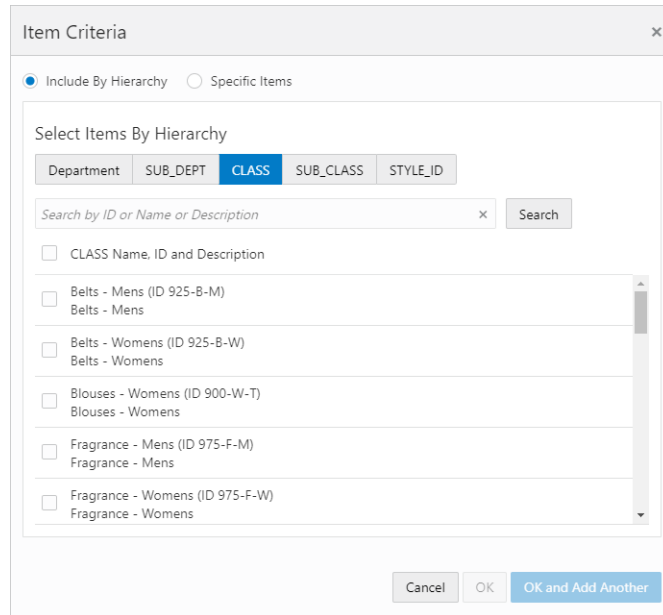 Item Criteria
Include By Hierarchy Specific Items
Select Items By Hierarchy
Department SUB_DEPT CLASS SUB_CLASS STYLE_ID
Search by ID or Name or Description Search
CLASS Name, ID and Description
Belts - Mens (ID 925-B-M)
Belts - Mens
Belts - Womens (ID 925-B-W)
Belts - Womens
Blouses - Womens (ID 900-W-T)
Blouses - Womens
Fragrance - Mens (ID 975-F-M)
Fragrance - Mens
Fragrance - Womens (ID 975-F-W)
Fragrance - Womens
Cancel OK OK and Add Another